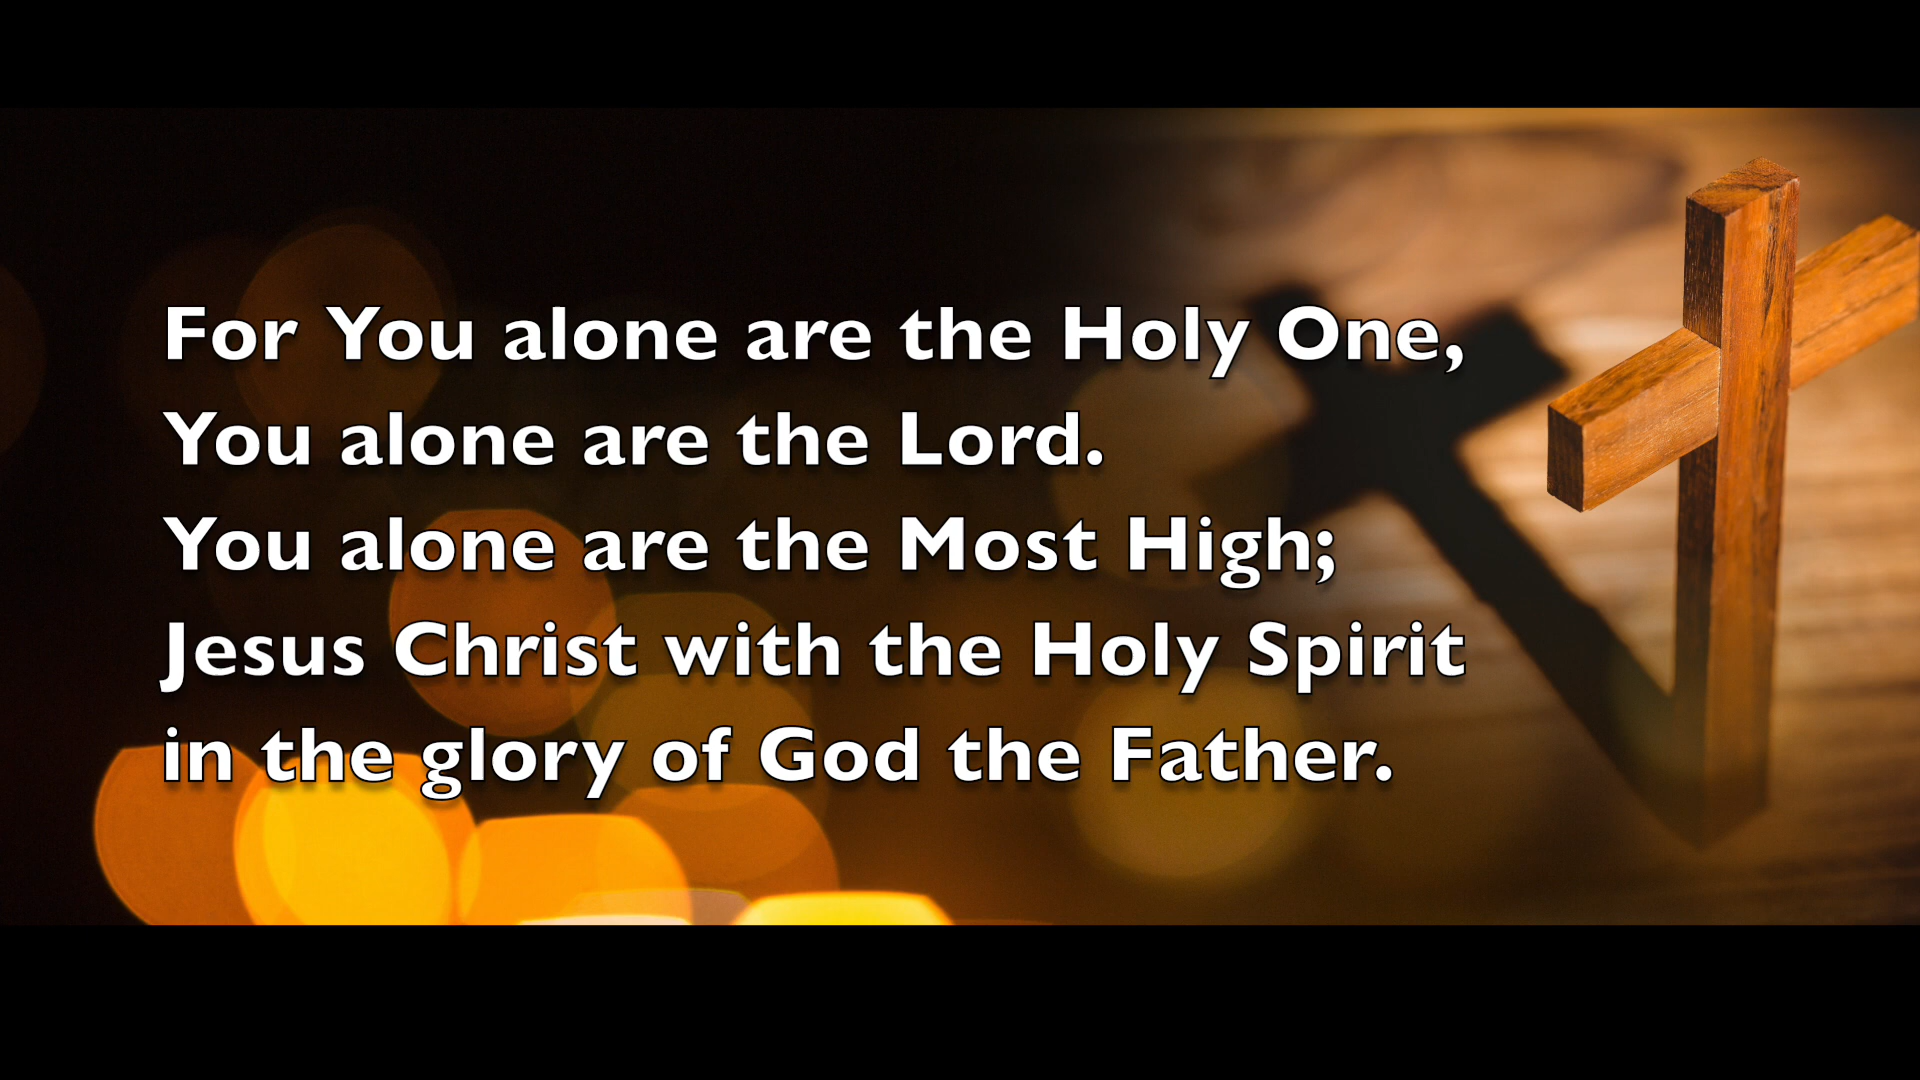 For You alone are the Holy One,
You alone are the Lord.
You alone are the Most High;
Jesus Christ with the Holy Spirit
in the glory of God the Father.